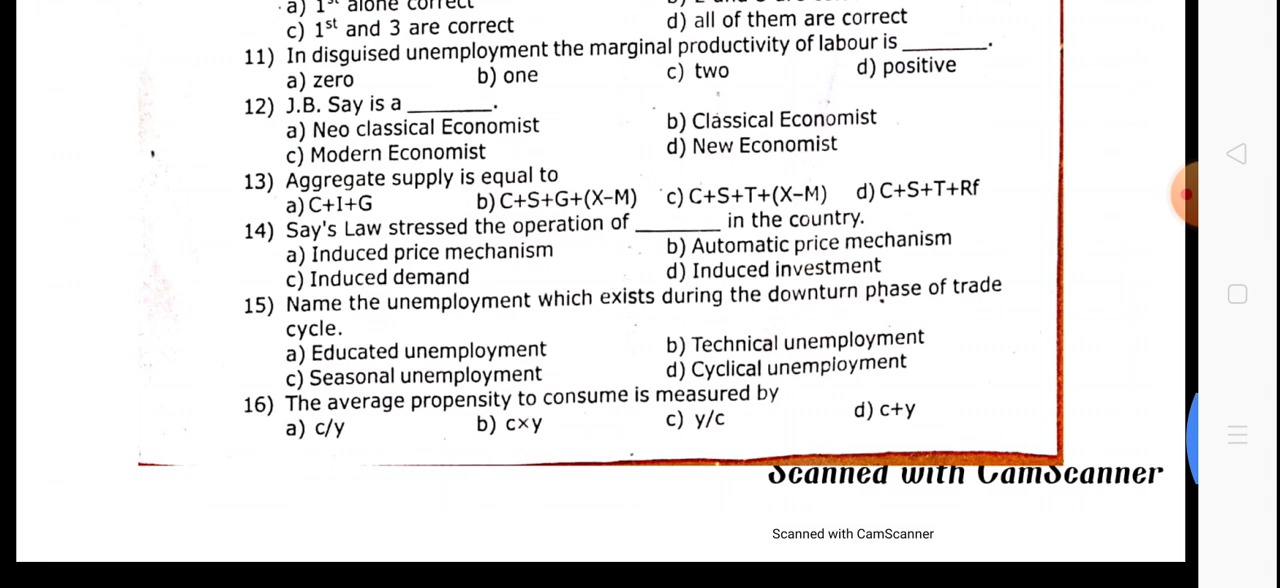 a) 1st alone correct
c) 1st and 3 are correct d) all of them are correct
11) In disguised unemployment the marginal productivity of labour is ________.
a) zero b) one c) two d) positive
12) J.B. Say is a ________.
a) Neo classical Economist b) Classical Economist
c) Modern Economist d) New Economist
13) Aggregate supply is equal to
a) C+I+G b) C+S+G+(X–M) c) C+S+T+(X–M) d) C+S+T+Rf
14) Say's Law stressed the operation of ________ in the country.
a) Induced price mechanism b) Automatic price mechanism
c) Induced demand d) Induced investment
15) Name the unemployment which exists during the downturn phase of trade
cycle.
a) Educated unemployment b) Technical unemployment
c) Seasonal unemployment d) Cyclical unemployment
16) The average propensity to consume is measured by
a) c/y b) c×y c) y/c d) c+y
Scanned with CamScanner
Scanned with CamScanner